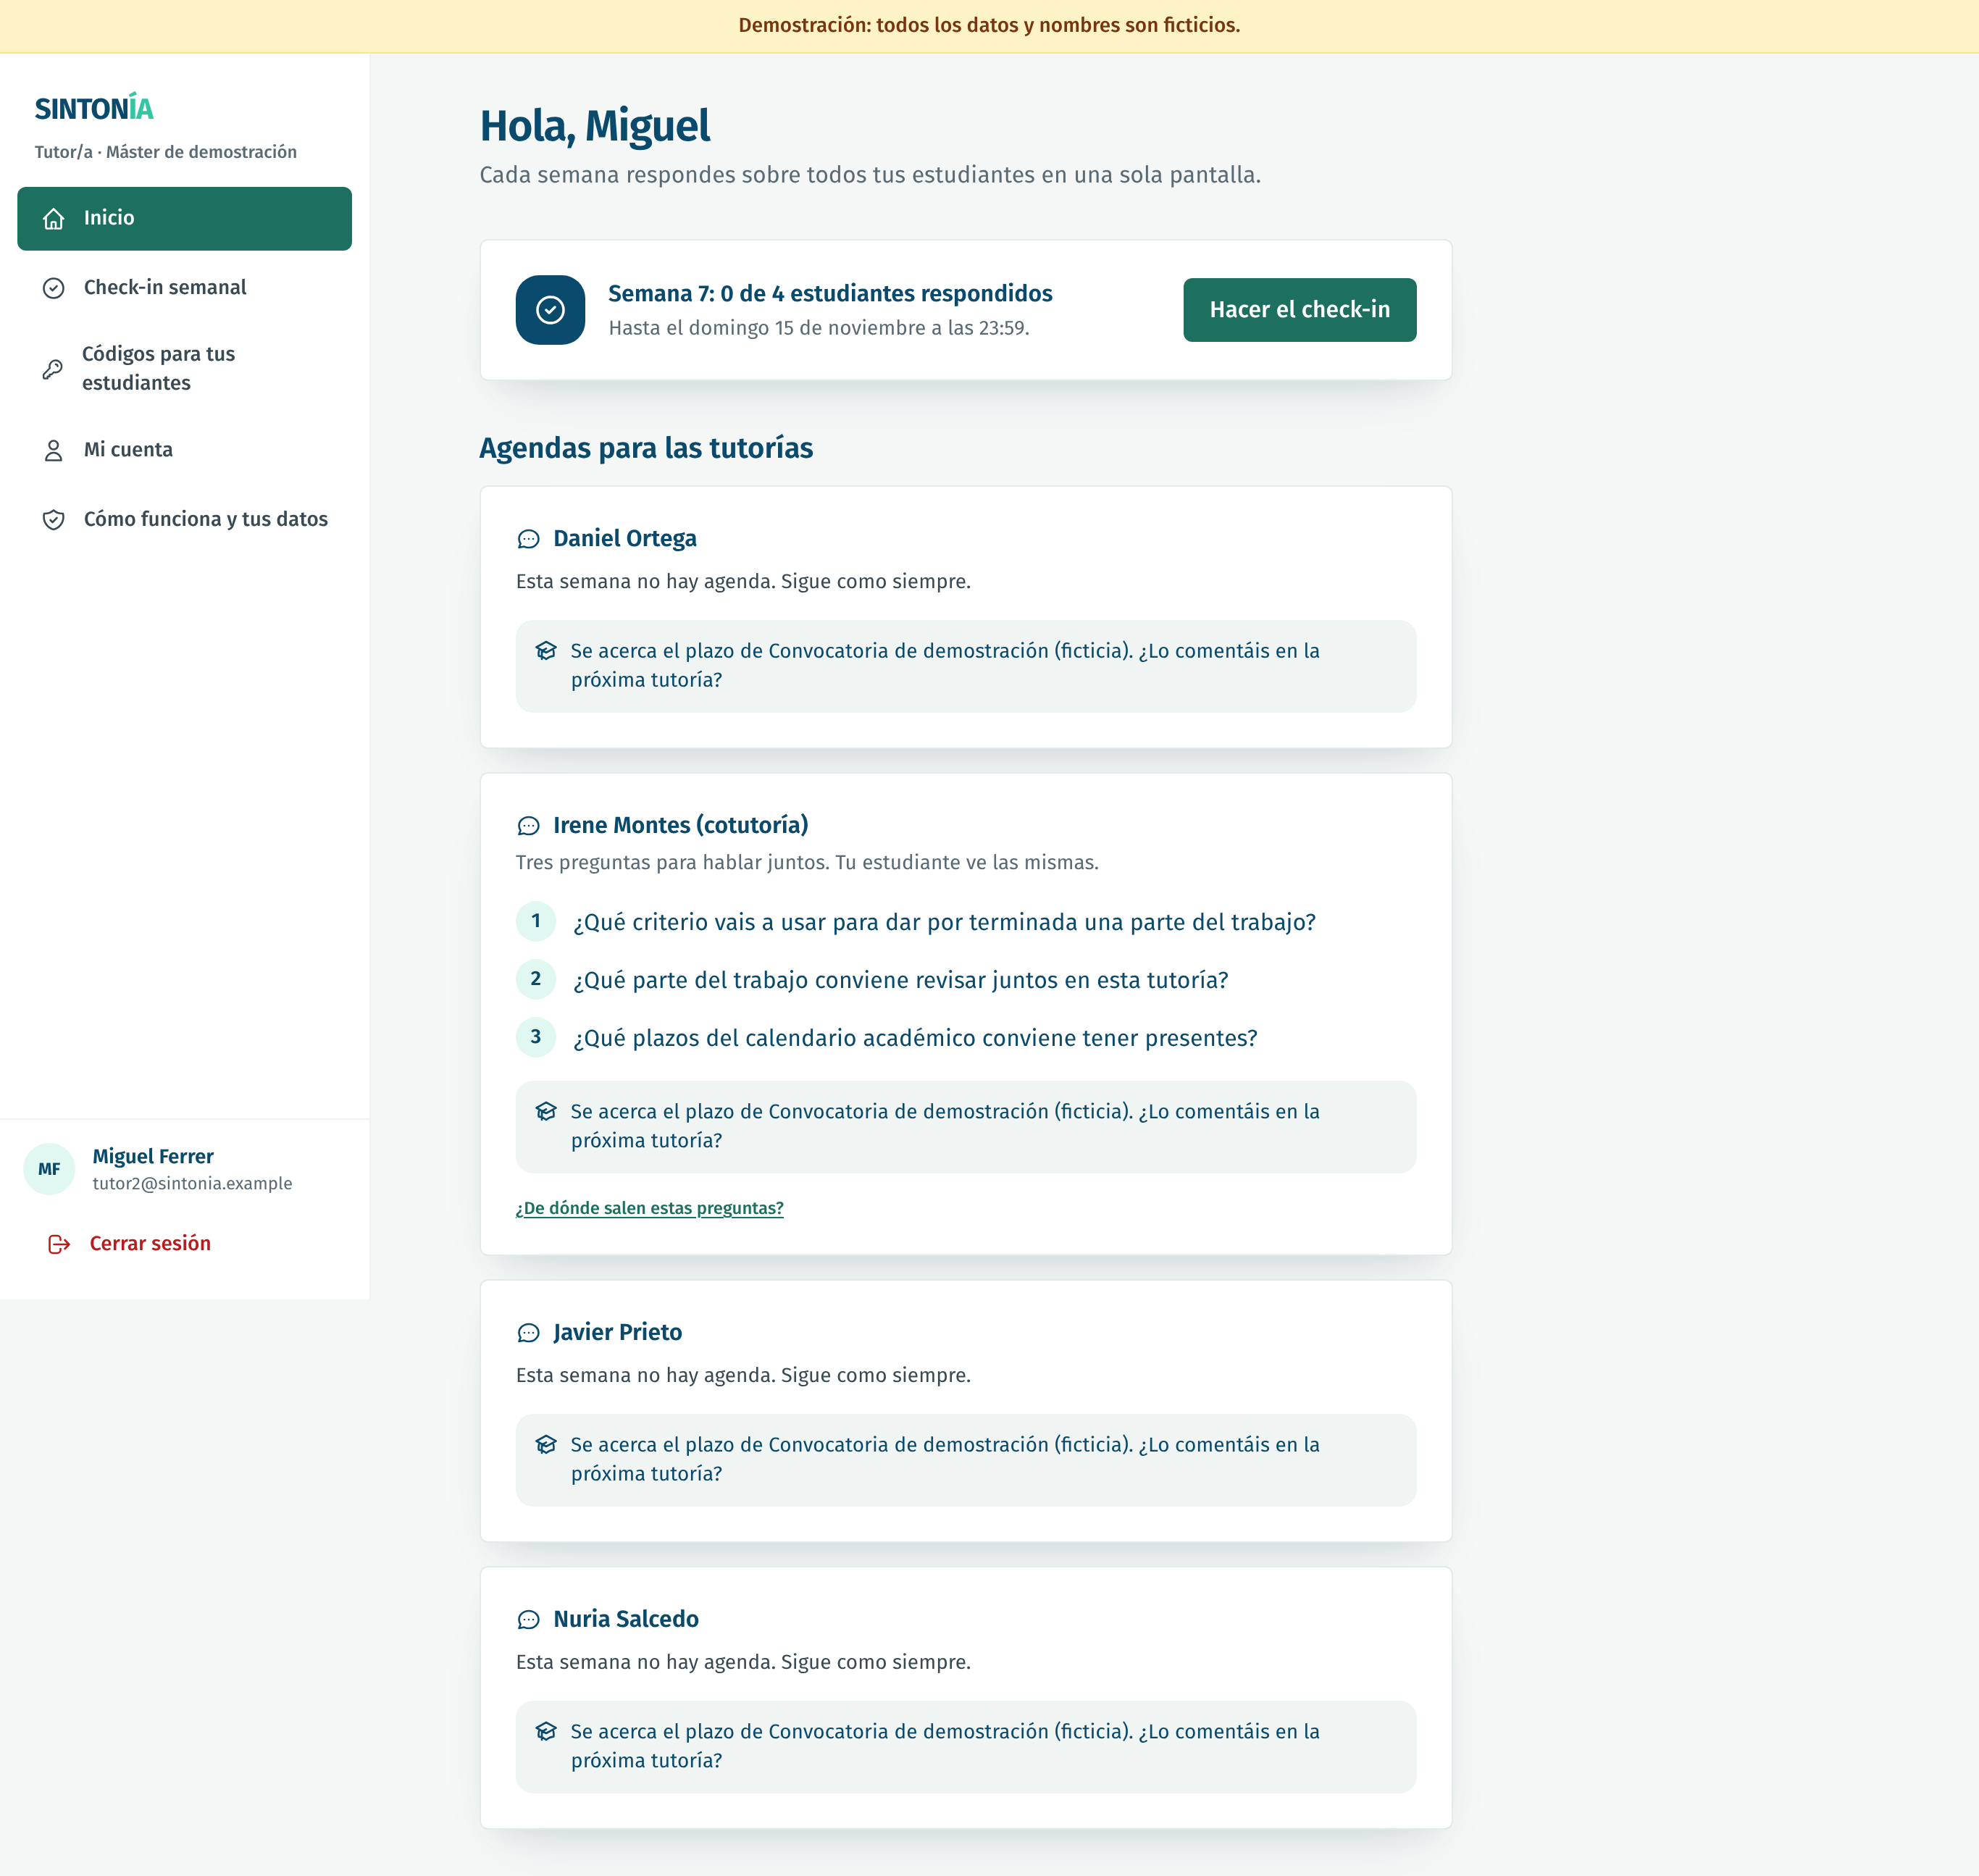 Demostración: todos los datos y nombres son ficticios.
SINTONÍA
Tutor/a · Máster de demostración
Inicio
Check-in semanal
Códigos para tus
estudiantes
Mi cuenta
Cómo funciona y tus datos
Miguel Ferrer
MF
tutor2@sintonia.example
Cerrar sesión
Hola, Miguel
Cada semana respondes sobre todos tus estudiantes en una sola pantalla.
Semana 7: 0 de 4 estudiantes respondidos
Hasta el domingo 15 de noviembre a las 23:59.
Hacer el check-in
Agendas para las tutorías
Daniel Ortega
Esta semana no hay agenda. Sigue como siempre.
Se acerca el plazo de Convocatoria de demostración (ficticia). ¿Lo comentáis en la
próxima tutoría?
Irene Montes (cotutoría)
Tres preguntas para hablar juntos. Tu estudiante ve las mismas.
1 ¿Qué criterio vais a usar para dar por terminada una parte del trabajo?
2 ¿Qué parte del trabajo conviene revisar juntos en esta tutoría?
3 ¿Qué plazos del calendario académico conviene tener presentes?
Se acerca el plazo de Convocatoria de demostración (ficticia). ¿Lo comentáis en la
próxima tutoría?
¿De dónde salen estas preguntas?
Javier Prieto
Esta semana no hay agenda. Sigue como siempre.
Se acerca el plazo de Convocatoria de demostración (ficticia). ¿Lo comentáis en la
próxima tutoría?
Nuria Salcedo
Esta semana no hay agenda. Sigue como siempre.
Se acerca el plazo de Convocatoria de demostración (ficticia). ¿Lo comentáis en la
próxima tutoría?